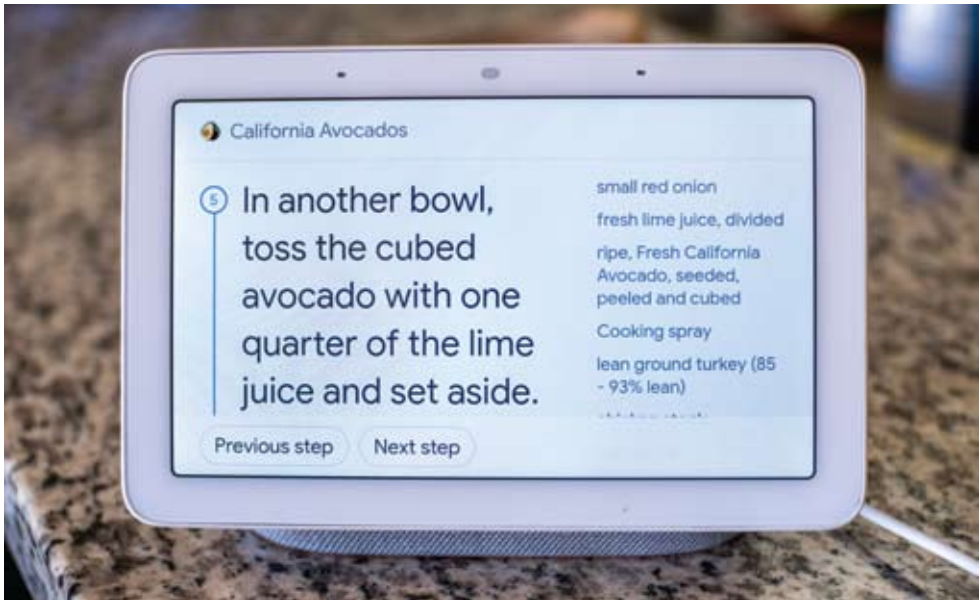 California Avocados
5
In another bowl,
toss the cubed
avocado with one
quarter of the lime
juice and set aside.
small red onion
fresh lime juice, divided
ripe, Fresh California
Avocado, seeded,
peeled and cubed
Cooking spray
lean ground turkey (85
- 93% lean)
Previous step
Next step